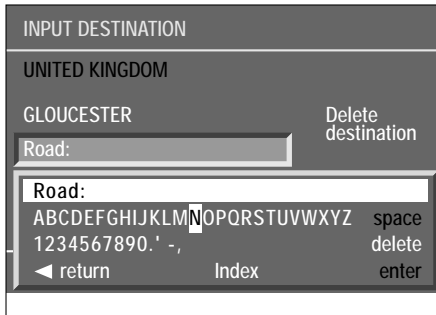 INPUT DESTINATION
UNITED KINGDOM
GLOUCESTER
Delete
destination
Road:
Road:
ABCDEFGHIJKLMNOPQRSTUVWXYZ space
1234567890.' -, delete
◄ return Index enter